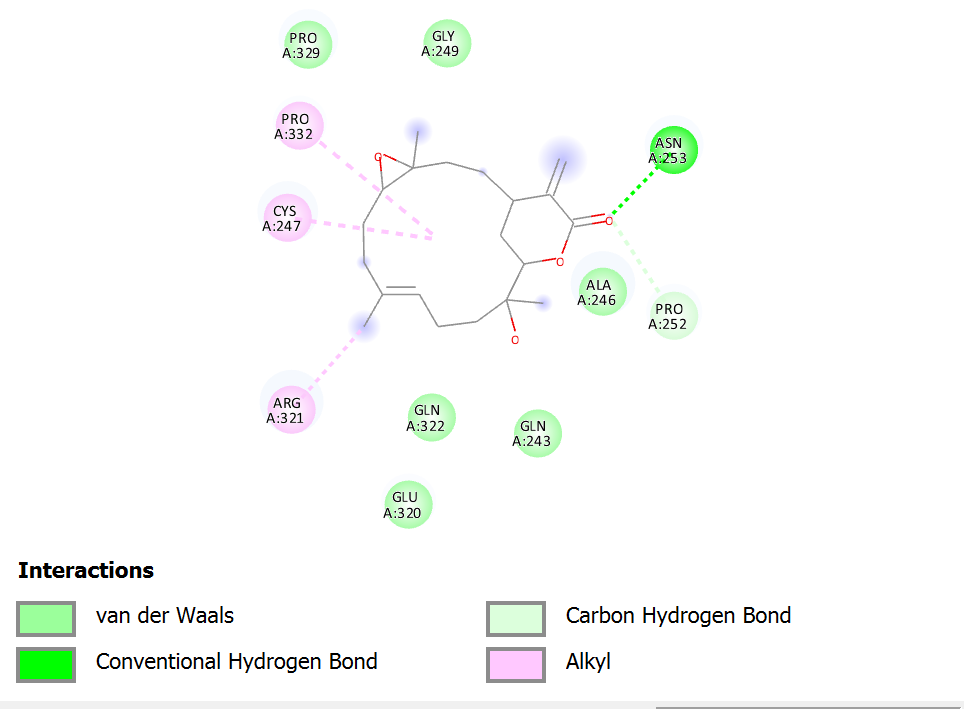 PRO
A:329
GLY
A:249
PRO
A:332
ASN
A:253
O
CYS
A:247
O
O
ALA
A:246
PRO
A:252
O
ARG
A:321
GLN
A:322
GLN
A:243
GLU
A:320
Interactions
van der Waals
Carbon Hydrogen Bond
Conventional Hydrogen Bond
Alkyl